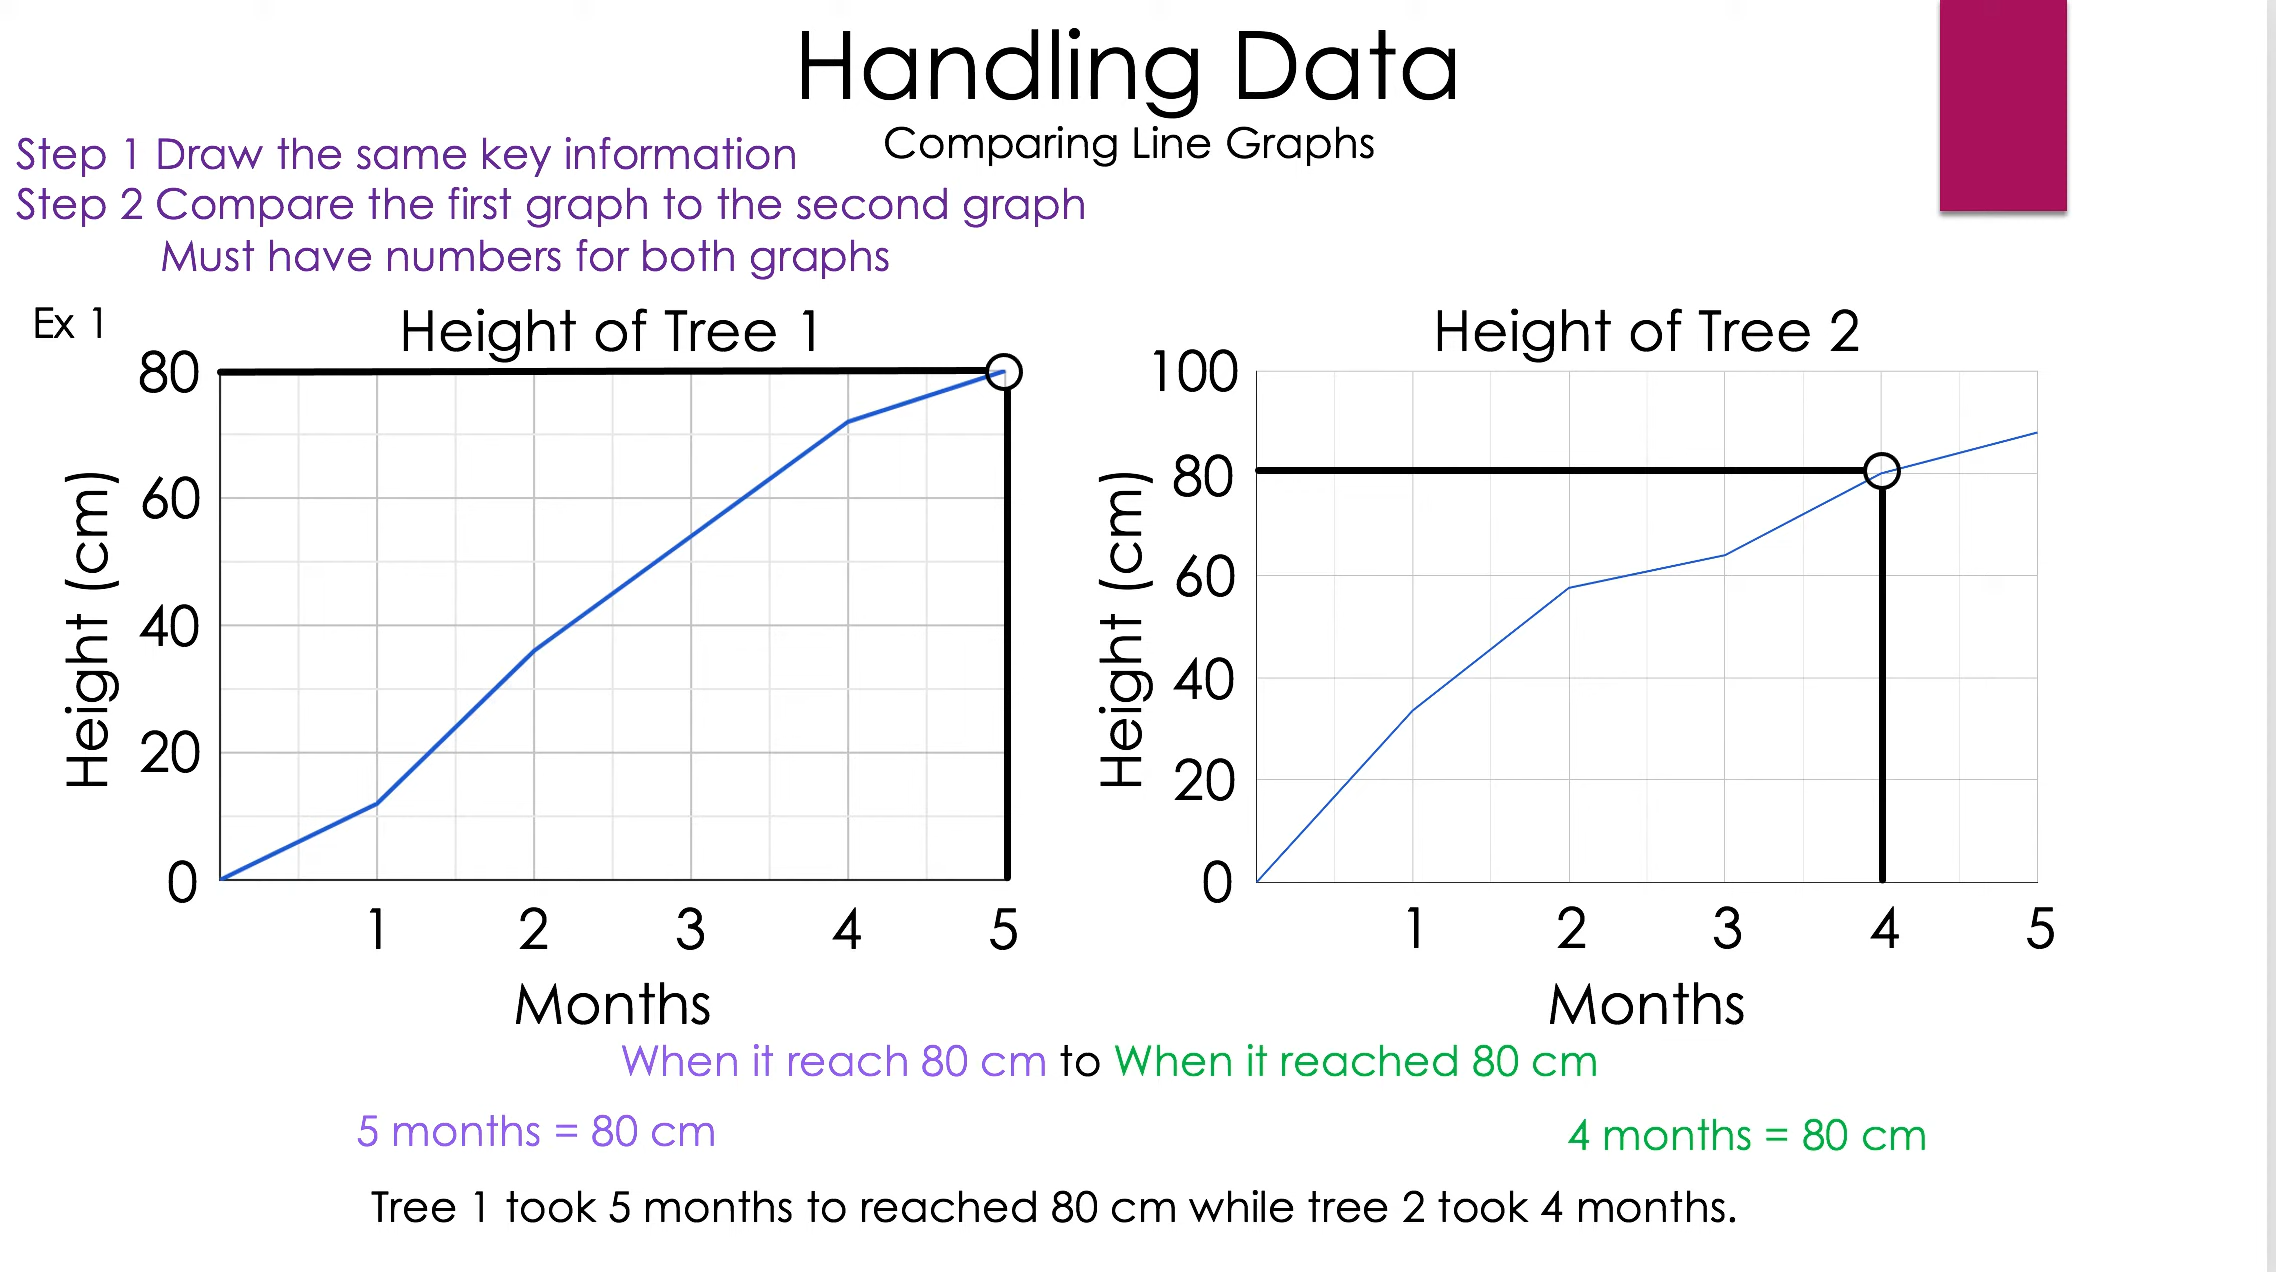 Handling Data
Comparing Line Graphs
Step 1 Draw the same key information
Step 2 Compare the first graph to the second graph
Must have numbers for both graphs
Ex 1
Height of Tree 1
80
60
40
20
0
Height (cm)
1 2 3 4 5
Months
Height of Tree 2
100
80
60
40
20
0
Height (cm)
1 2 3 4 5
Months
When it reach 80 cm to When it reached 80 cm
5 months = 80 cm
4 months = 80 cm
Tree 1 took 5 months to reached 80 cm while tree 2 took 4 months.